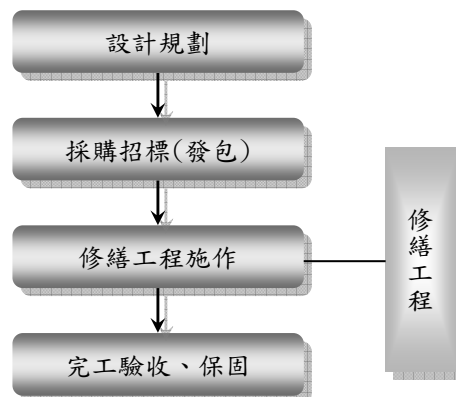 設計規劃
採購招標(發包)
修繕工程施作
修繕工程
完工驗收、保固